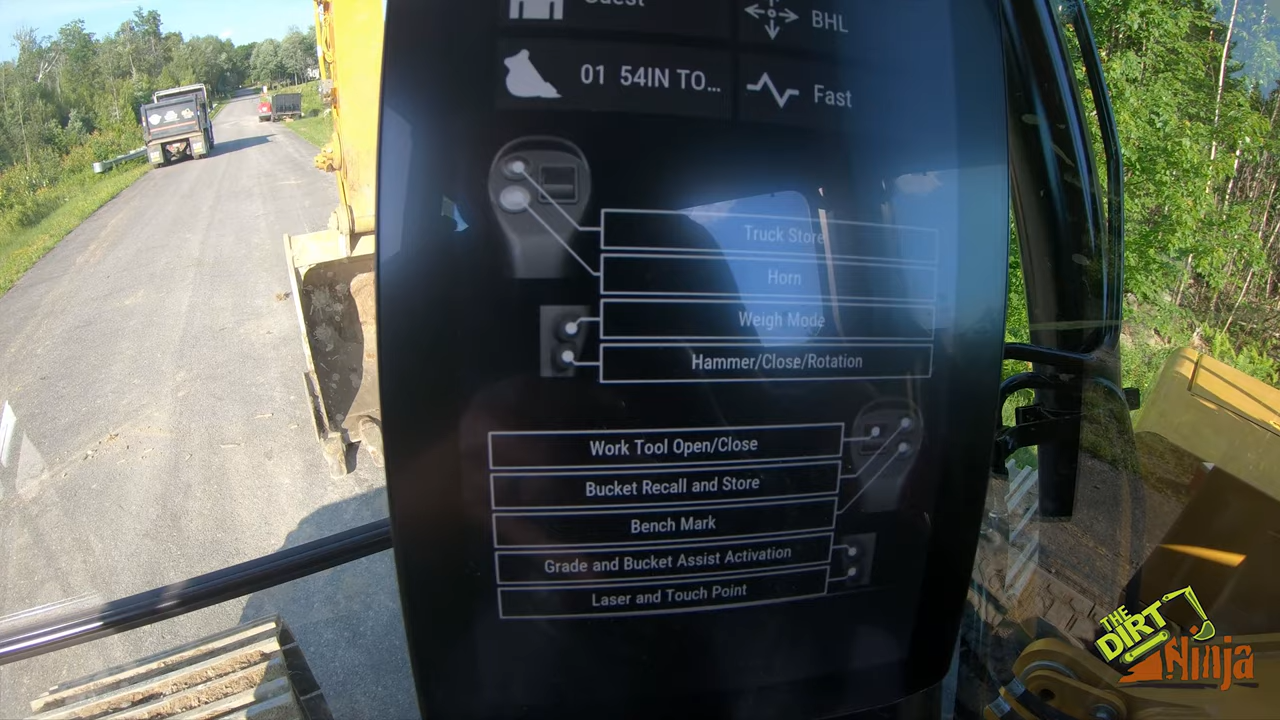 Guest
BHL
01 54IN TO...
Fast
Truck Store
Horn
Weigh Mode
Hammer/Close/Rotation
Work Tool Open/Close
Bucket Recall and Store
Bench Mark
Grade and Bucket Assist Activation
Laser and Touch Point
THE
DIRT
Ninja